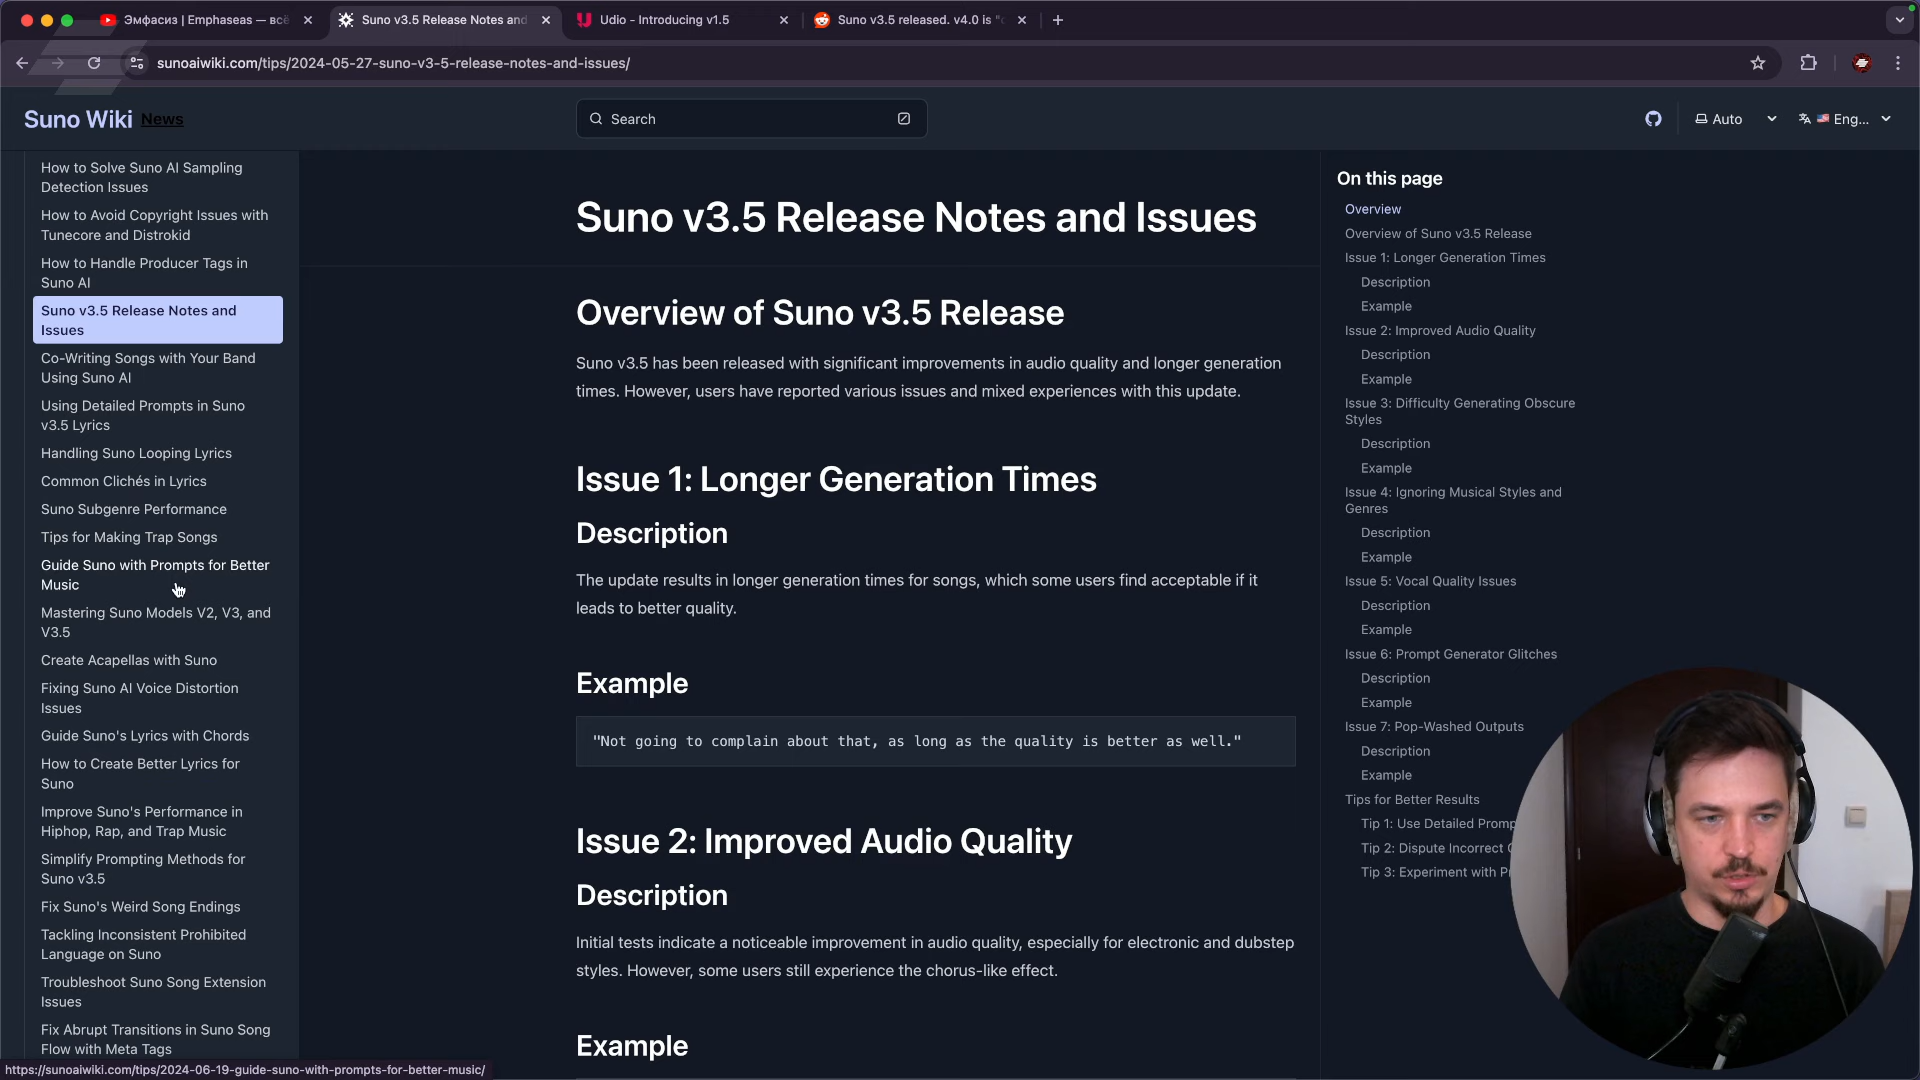 Эмфасиз | Emphaseas — всё
Suno v3.5 Release Notes and
Udio - Introducing v1.5
Suno v3.5 released. v4.0 is "c
sunoaiwiki.com/tips/2024-05-27-suno-v3-5-release-notes-and-issues/
Suno Wiki News
Search
Auto
Eng...
How to Solve Suno AI Sampling
Detection Issues
How to Avoid Copyright Issues with
Tunecore and Distrokid
How to Handle Producer Tags in
Suno AI
Suno v3.5 Release Notes and
Issues
Co-Writing Songs with Your Band
Using Suno AI
Using Detailed Prompts in Suno
v3.5 Lyrics
Handling Suno Looping Lyrics
Common Clichés in Lyrics
Suno Subgenre Performance
Tips for Making Trap Songs
Guide Suno with Prompts for Better
Music
Mastering Suno Models V2, V3, and
V3.5
Create Acapellas with Suno
Fixing Suno AI Voice Distortion
Issues
Guide Suno's Lyrics with Chords
How to Create Better Lyrics for
Suno
Improve Suno's Performance in
Hiphop, Rap, and Trap Music
Simplify Prompting Methods for
Suno v3.5
Fix Suno's Weird Song Endings
Tackling Inconsistent Prohibited
Language on Suno
Troubleshoot Suno Song Extension
Issues
Fix Abrupt Transitions in Suno Song
Flow with Meta Tags
https://sunoaiwiki.com/tips/2024-06-19-guide-suno-with-prompts-for-better-music/
Suno v3.5 Release Notes and Issues
Overview of Suno v3.5 Release
Suno v3.5 has been released with significant improvements in audio quality and longer generation
times. However, users have reported various issues and mixed experiences with this update.
Issue 1: Longer Generation Times
Description
The update results in longer generation times for songs, which some users find acceptable if it
leads to better quality.
Example
"Not going to complain about that, as long as the quality is better as well."
Issue 2: Improved Audio Quality
Description
Initial tests indicate a noticeable improvement in audio quality, especially for electronic and dubstep
styles. However, some users still experience the chorus-like effect.
Example
On this page
Overview
Overview of Suno v3.5 Release
Issue 1: Longer Generation Times
Description
Example
Issue 2: Improved Audio Quality
Description
Example
Issue 3: Difficulty Generating Obscure
Styles
Description
Example
Issue 4: Ignoring Musical Styles and
Genres
Description
Example
Issue 5: Vocal Quality Issues
Description
Example
Issue 6: Prompt Generator Glitches
Description
Example
Issue 7: Pop-Washed Outputs
Description
Example
Tips for Better Results
Tip 1: Use Detailed Promp
Tip 2: Dispute Incorrect
Tip 3: Experiment with P